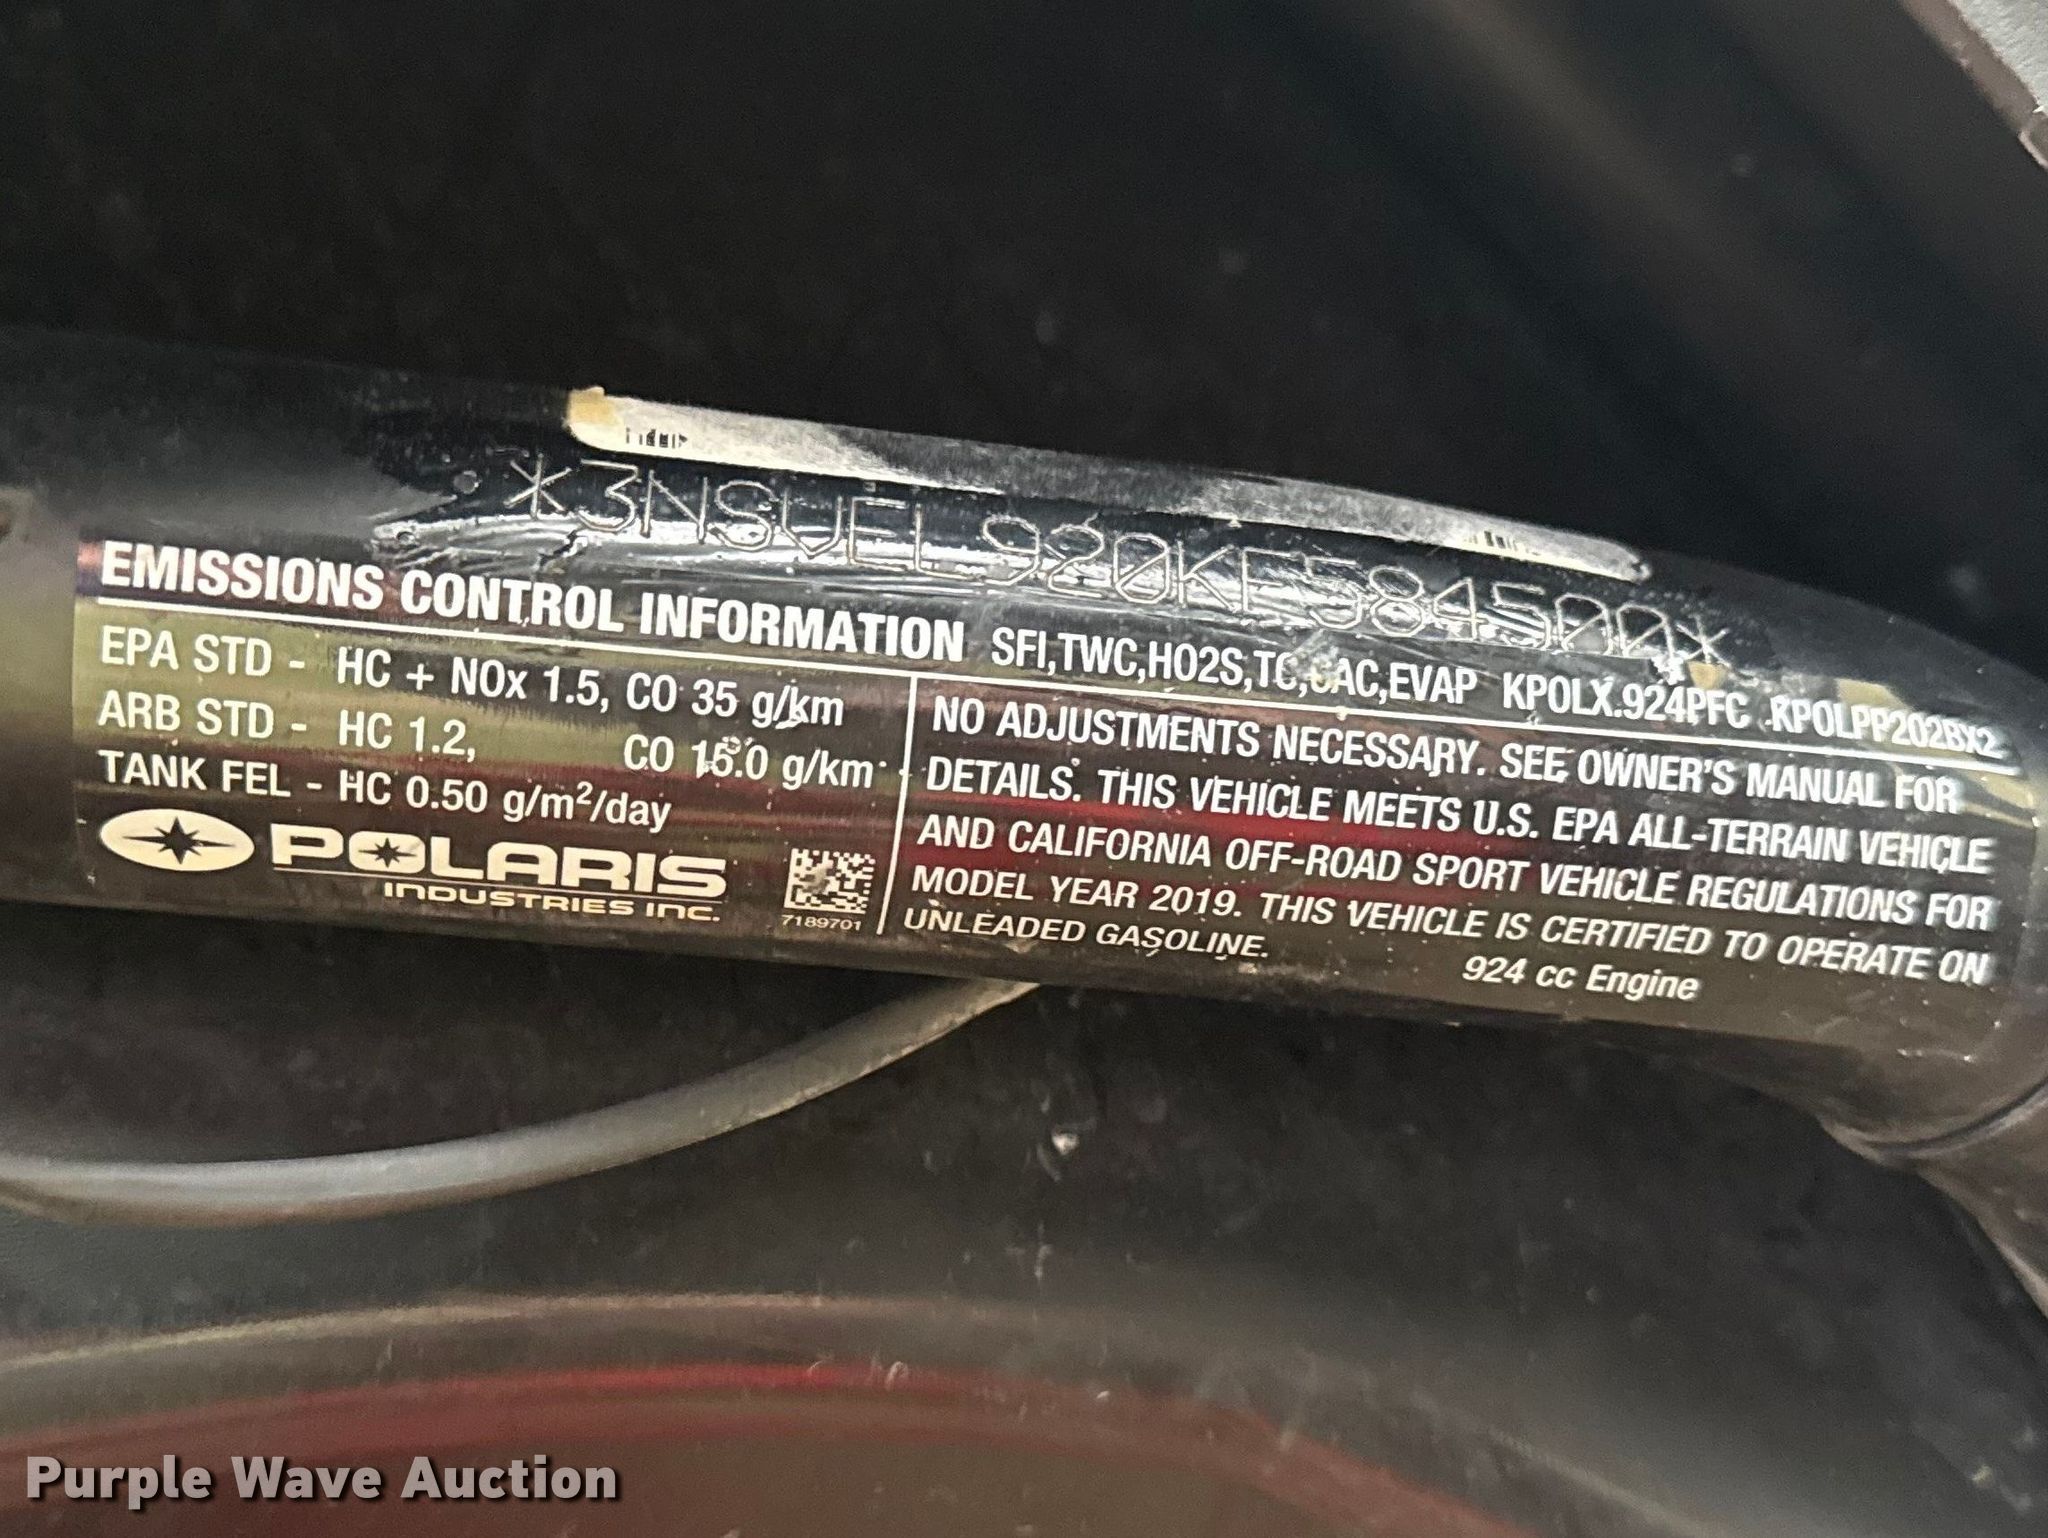 *3NSVEL920KF584500*
EMISSIONS CONTROL INFORMATION SFI,TWC,HO2S,TC,CAC,EVAP KPOLX.924PFC KPOLPP202BX2
EPA STD - HC + NOx 1.5, CO 35 g/km
ARB STD - HC 1.2, CO 15.0 g/km
TANK FEL - HC 0.50 g/m²/day
POLARIS
INDUSTRIES INC.
7189701
NO ADJUSTMENTS NECESSARY. SEE OWNER'S MANUAL FOR
DETAILS. THIS VEHICLE MEETS U.S. EPA ALL-TERRAIN VEHICLE
AND CALIFORNIA OFF-ROAD SPORT VEHICLE REGULATIONS FOR
MODEL YEAR 2019. THIS VEHICLE IS CERTIFIED TO OPERATE ON
UNLEADED GASOLINE.
924 cc Engine
Purple Wave Auction